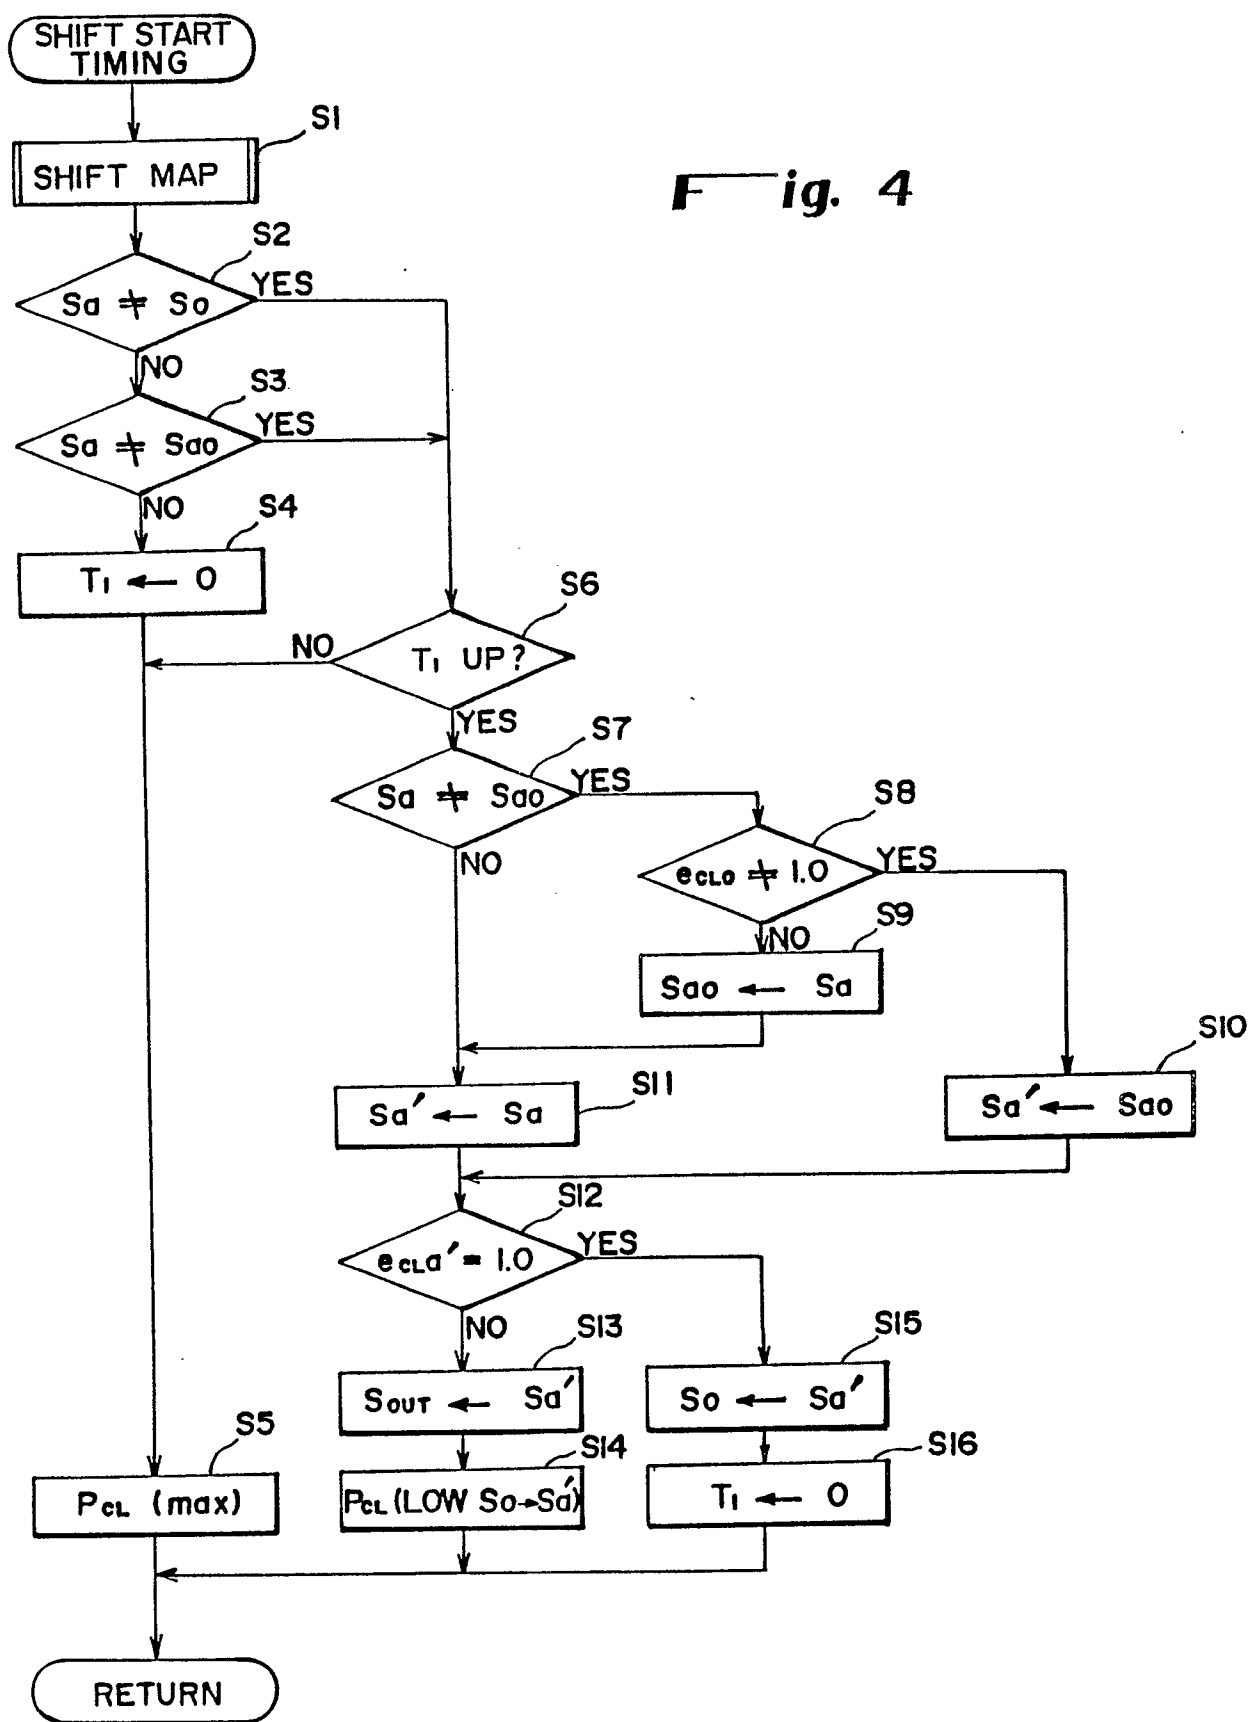 SHIFT START
TIMING
S1
SHIFT MAP
Fig. 4
S2
Sa ≠ So
YES
NO
S3
Sa ≠ Sao
YES
NO
S4
T1 ← 0
S6
T1 UP?
NO
YES
S7
Sa ≠ Sao
YES
NO
S8
eCLO ≠ 1.0
YES
NO
S9
Sao ← Sa
S10
Sa' ← Sao
S11
Sa' ← Sa
S12
eCLa' = 1.0
YES
NO
S13
SOUT ← Sa'
S14
PCL (LOW So→Sa')
S15
So ← Sa'
S16
T1 ← 0
S5
PCL (max)
RETURN